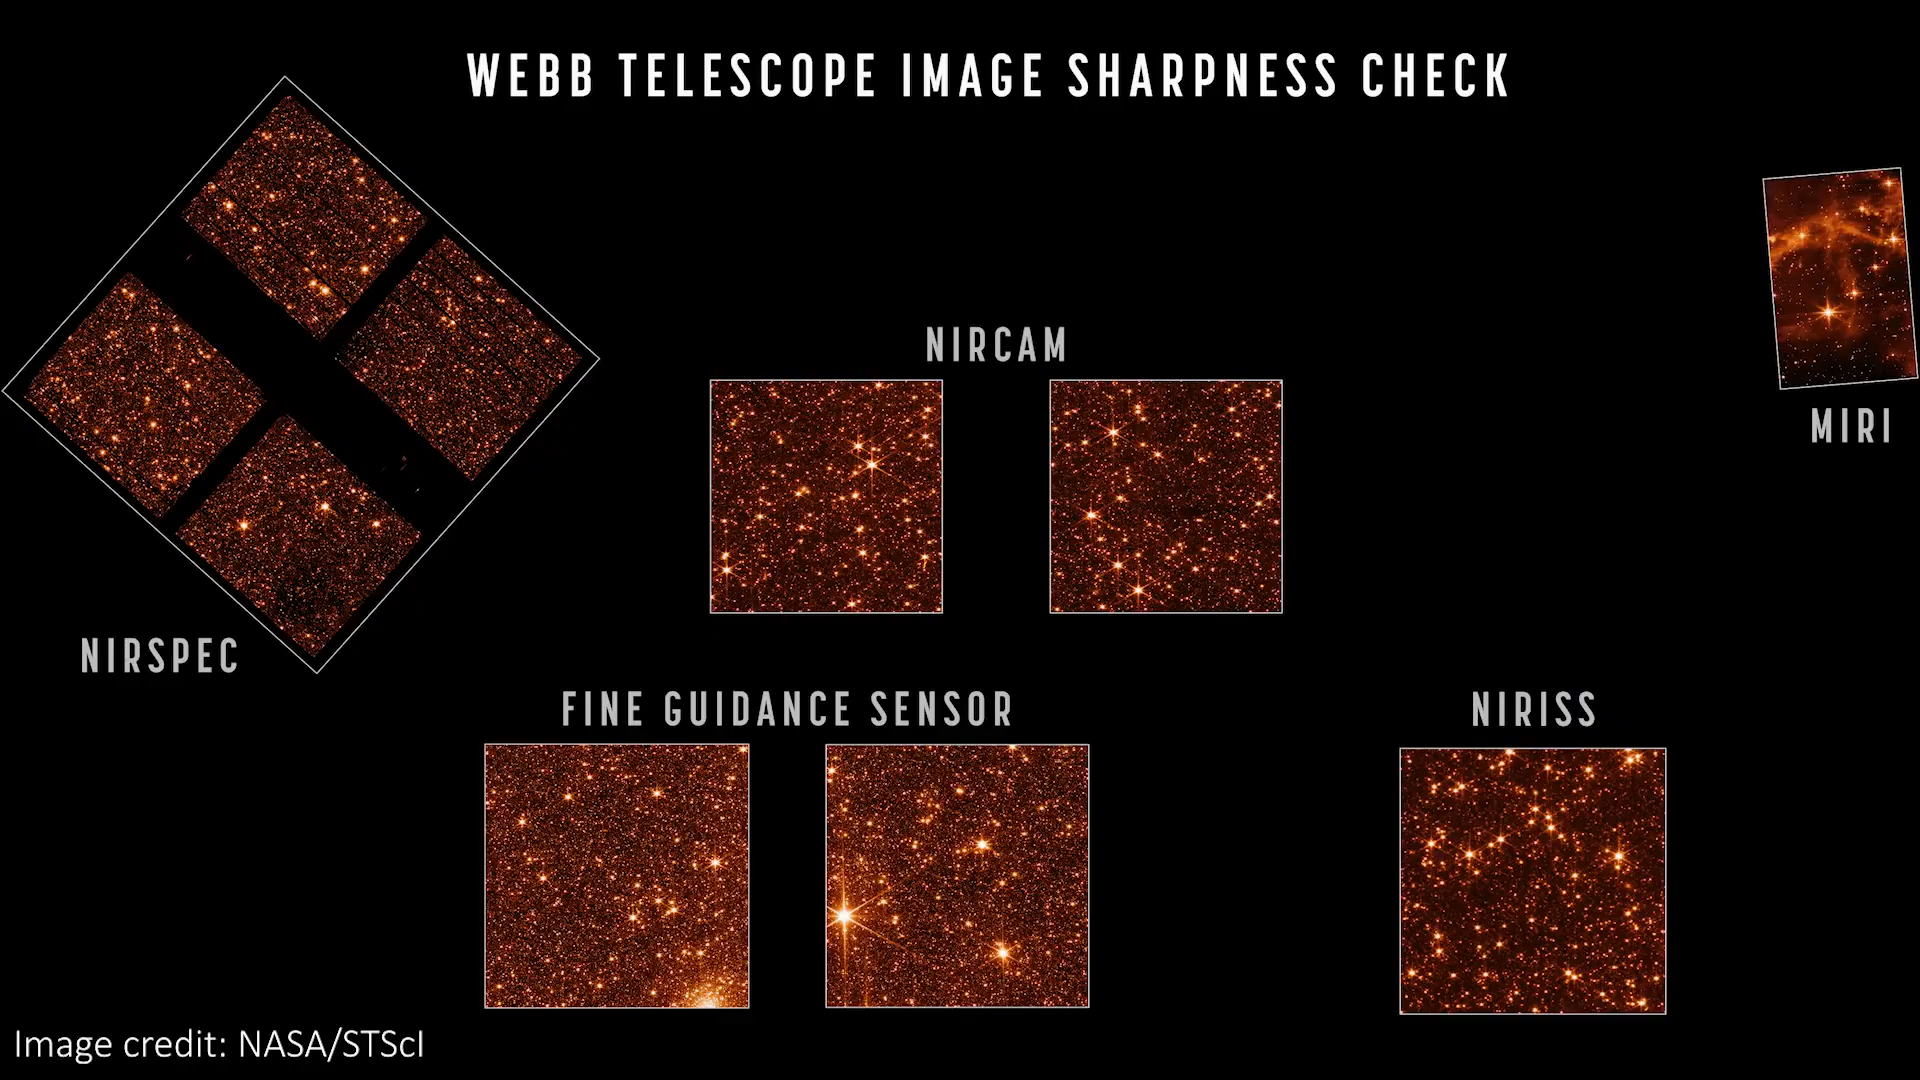 WEBB TELESCOPE IMAGE SHARPNESS CHECK
NIRCAM
MIRI
NIRSPEC
FINE GUIDANCE SENSOR
NIRISS
Image credit: NASA/STScI